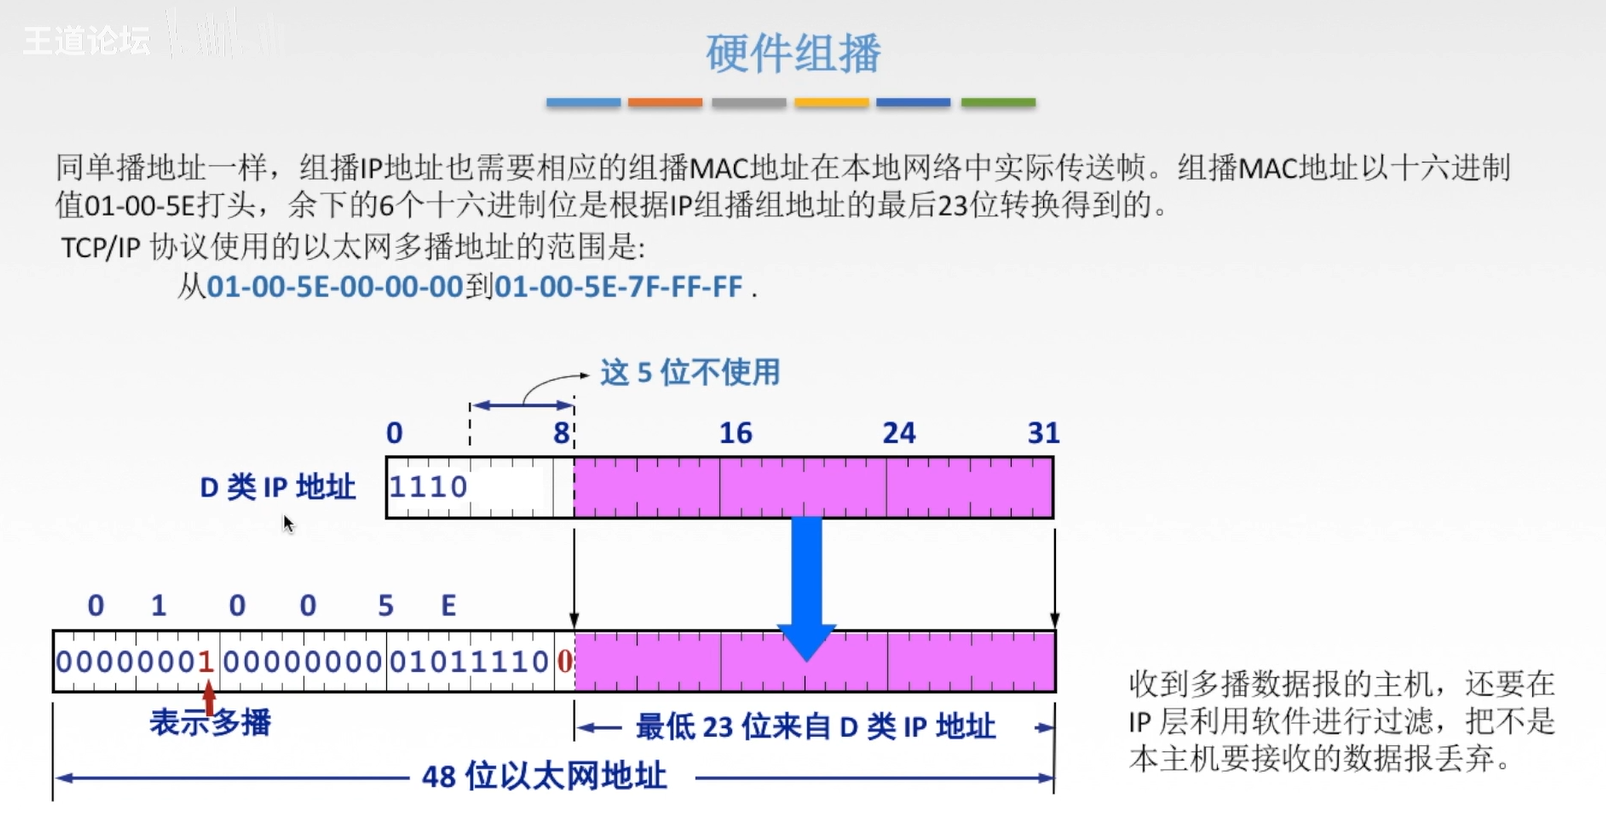 王道论坛
硬件组播
同单播地址一样，组播IP地址也需要相应的组播MAC地址在本地网络中实际传送帧。组播MAC地址以十六进制
值01-00-5E打头，余下的6个十六进制位是根据IP组播组地址的最后23位转换得到的。
TCP/IP 协议使用的以太网多播地址的范围是:
从01-00-5E-00-00-00到01-00-5E-7F-FF-FF .
这 5 位不使用
0 8 16 24 31
D 类 IP 地址 1110
0 1 0 0 5 E
00000001 00000000 01011110 0
表示多播
最低 23 位来自 D 类 IP 地址
48 位以太网地址
收到多播数据报的主机，还要在
IP 层利用软件进行过滤，把不是
本主机要接收的数据报丢弃。